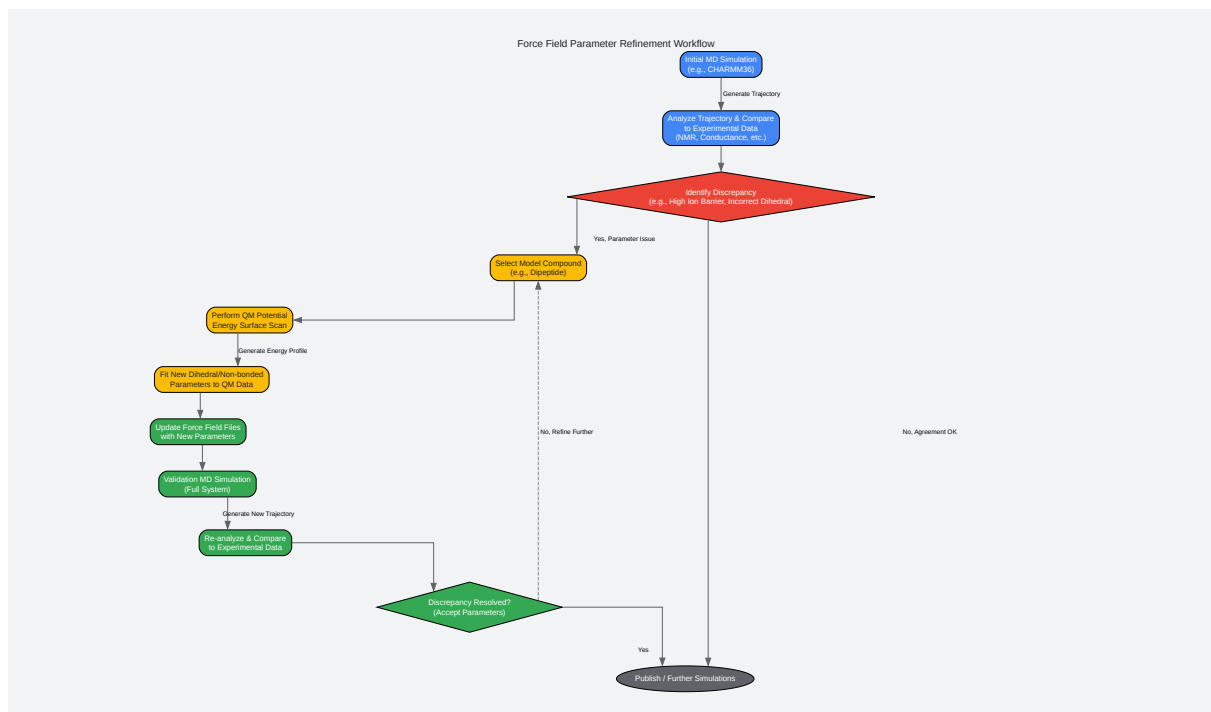 Force Field Parameter Refinement Workflow
Initial MD Simulation
(e.g., CHARMM36)
Generate Trajectory
Analyze Trajectory & Compare
to Experimental Data
(NMR, Conductance, etc.)
Identify Discrepancy
(e.g., High Ion Barrier, Incorrect Dihedral)
Yes, Parameter Issue
Select Model Compound
(e.g., Dipeptide)
Perform QM Potential
Energy Surface Scan
Generate Energy Profile
Fit New Dihedral/Non-bonded
Parameters to QM Data
Update Force Field Files
with New Parameters
No, Refine Further
No, Agreement OK
Validation MD Simulation
(Full System)
Generate New Trajectory
Re-analyze & Compare
to Experimental Data
Discrepancy Resolved?
(Accept Parameters)
Yes
Publish / Further Simulations